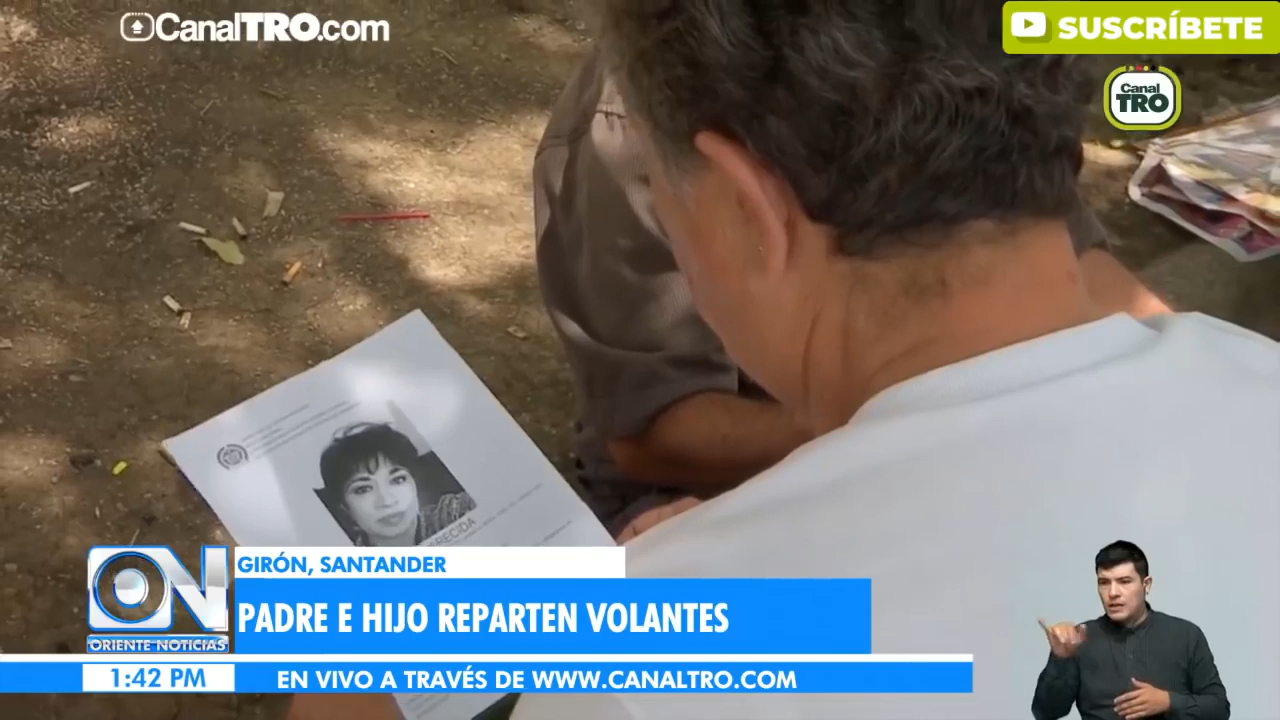 CanalTRO.com
SUSCRÍBETE
Canal
TRO
RECIDA
GIRÓN, SANTANDER
ON
PADRE E HIJO REPARTEN VOLANTES
ORIENTE NOTICIAS
1:42 PM
EN VIVO A TRAVÉS DE WWW.CANALTRO.COM